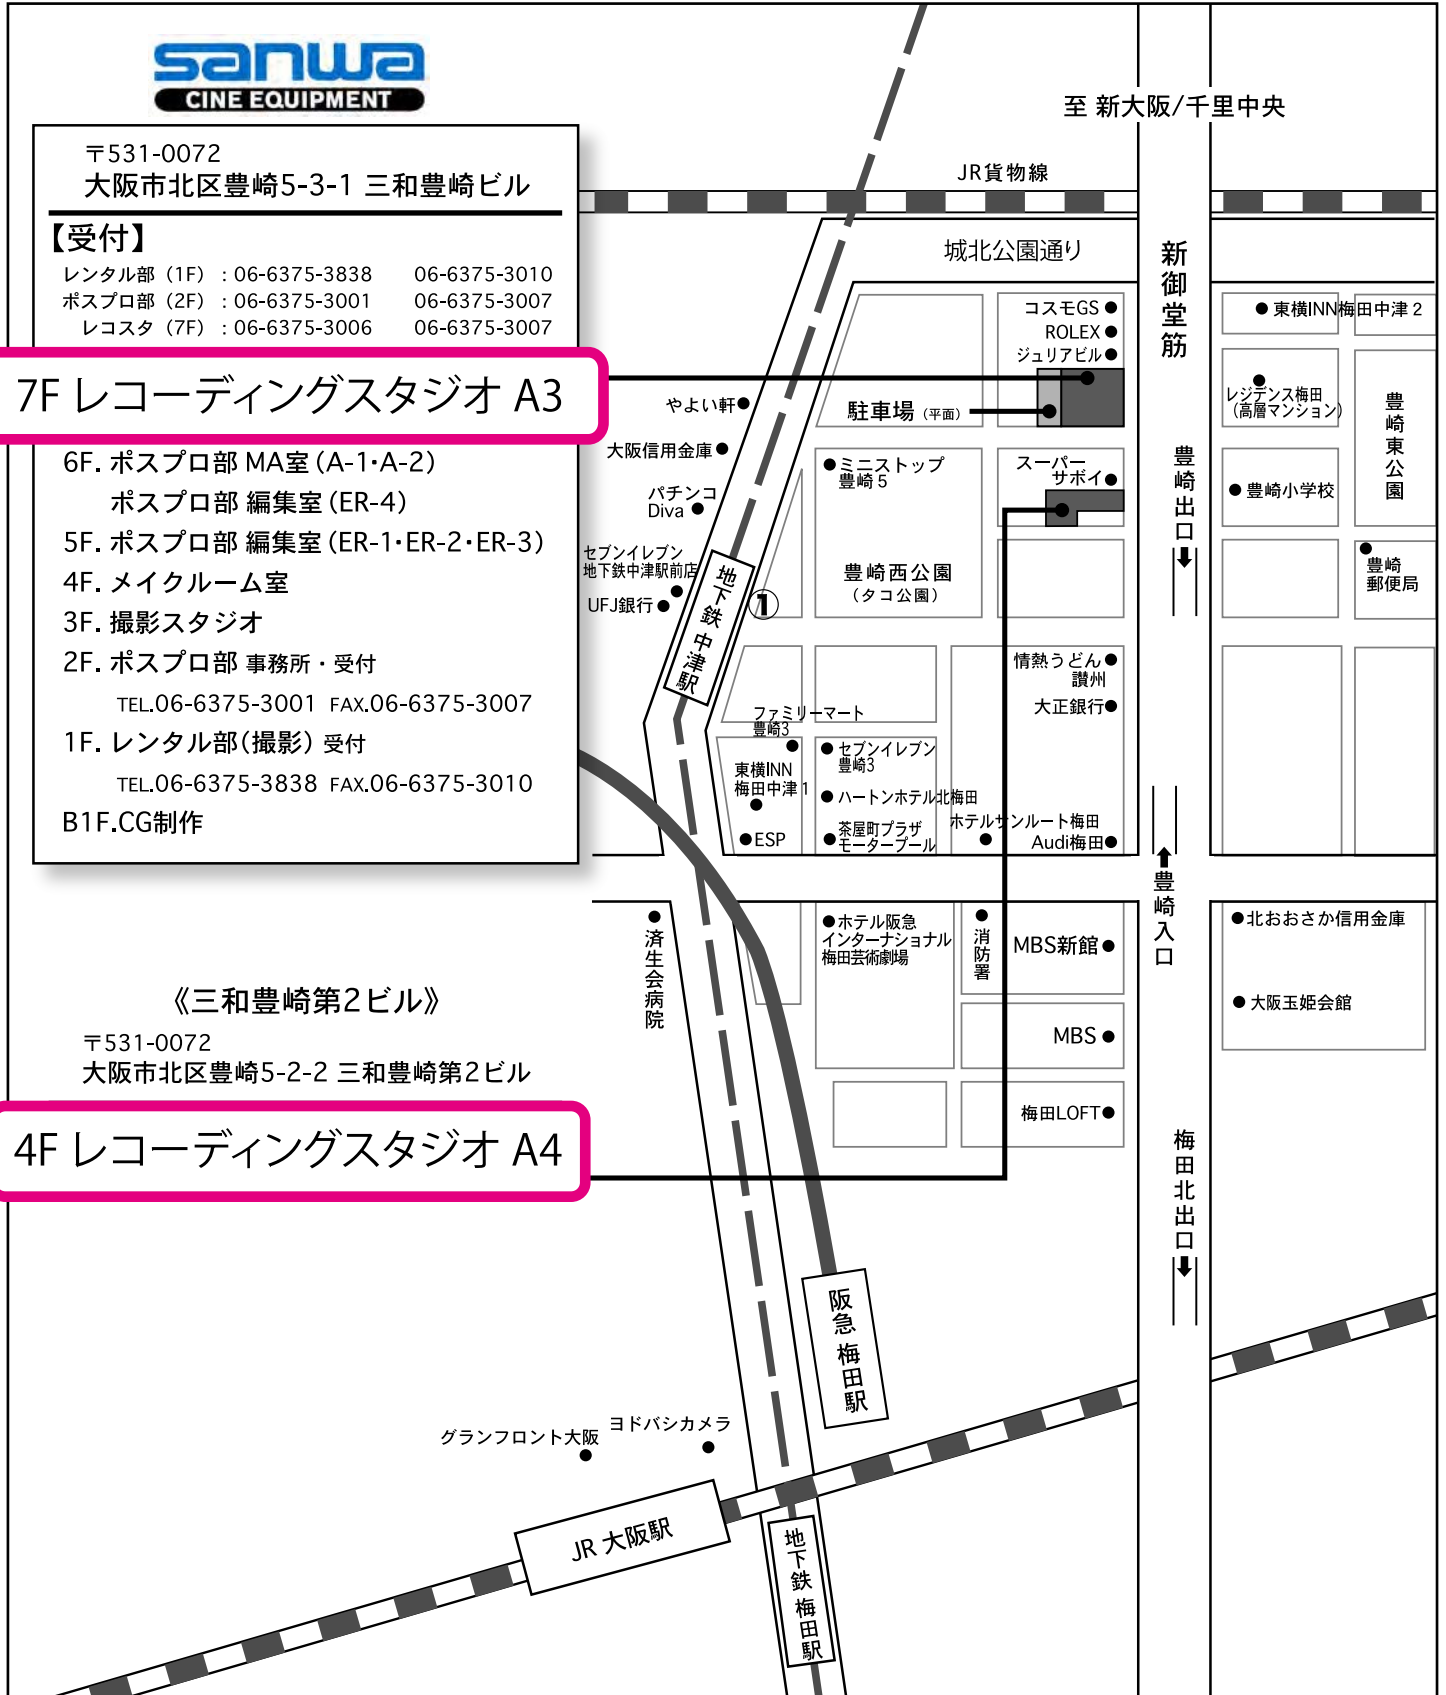 sanwa
CINE EQUIPMENT
〒531-0072
大阪市北区豊崎5-3-1 三和豊崎ビル
【受付】
レンタル部（1F）：06-6375-3838 06-6375-3010
ポスプロ部（2F）：06-6375-3001 06-6375-3007
レコスタ（7F）：06-6375-3006 06-6375-3007
7F レコーディングスタジオ A3
6F. ポスプロ部 MA室（A-1・A-2）
ポスプロ部 編集室（ER-4）
5F. ポスプロ部 編集室（ER-1・ER-2・ER-3）
4F. メイクルーム室
3F. 撮影スタジオ
2F. ポスプロ部 事務所・受付
TEL.06-6375-3001 FAX.06-6375-3007
1F. レンタル部（撮影）受付
TEL.06-6375-3838 FAX.06-6375-3010
B1F.CG制作
《三和豊崎第2ビル》
〒531-0072
大阪市北区豊崎5-2-2 三和豊崎第2ビル
4F レコーディングスタジオ A4
至 新大阪/千里中央
JR貨物線
城北公園通り
新御堂筋
コスモGS
ROLEX
ジュリアビル
駐車場（平面）
東横INN梅田中津 2
レジデンス梅田
（高層マンション）
豊崎東公園
やよい軒
大阪信用金庫
パチンコ
Diva
セブンイレブン
地下鉄中津駅前店
UFJ銀行
地下鉄 中津駅
①
ミニストップ
豊崎 5
スーパー
サボイ
豊崎出口
豊崎小学校
豊崎西公園
（タコ公園）
豊崎
郵便局
情熱うどん
讃州
大正銀行
ファミリーマート
豊崎3
セブンイレブン
豊崎3
東横INN
梅田中津 1
ハートンホテル北梅田
ESP
茶屋町プラザ
モータープール
ホテルサンルート梅田
Audi梅田
豊崎入口
済生会病院
ホテル阪急
インターナショナル
梅田芸術劇場
消防署
MBS新館
北おおさか信用金庫
MBS
大阪玉姫会館
梅田LOFT
梅田北出口
阪急 梅田駅
グランフロント大阪
ヨドバシカメラ
JR 大阪駅
地下鉄 梅田駅